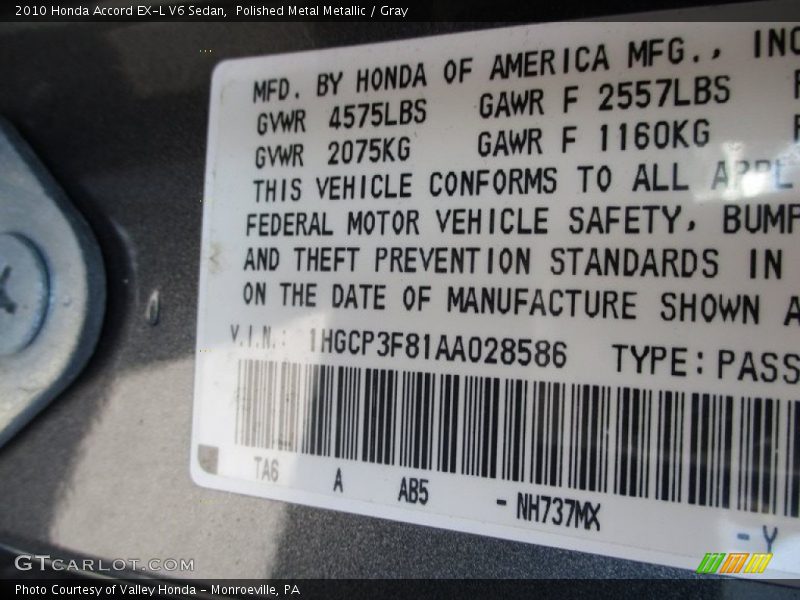 2010 Honda Accord EX-L V6 Sedan,  Polished Metal Metallic / Gray
MFD. BY HONDA OF AMERICA MFG., INC
GVWR 4575LBS GAWR F 2557LBS
GVWR 2075KG GAWR F 1160KG
THIS VEHICLE CONFORMS TO ALL APPL
FEDERAL MOTOR VEHICLE SAFETY, BUMP
AND THEFT PREVENTION STANDARDS IN
ON THE DATE OF MANUFACTURE SHOWN A
V.I.N.: 1HGCP3F81AA028586 TYPE: PASS
TA6 A AB5 - NH737MX - Y
GTCARLOT.COM
Photo Courtesy of Valley Honda - Monroeville, PA